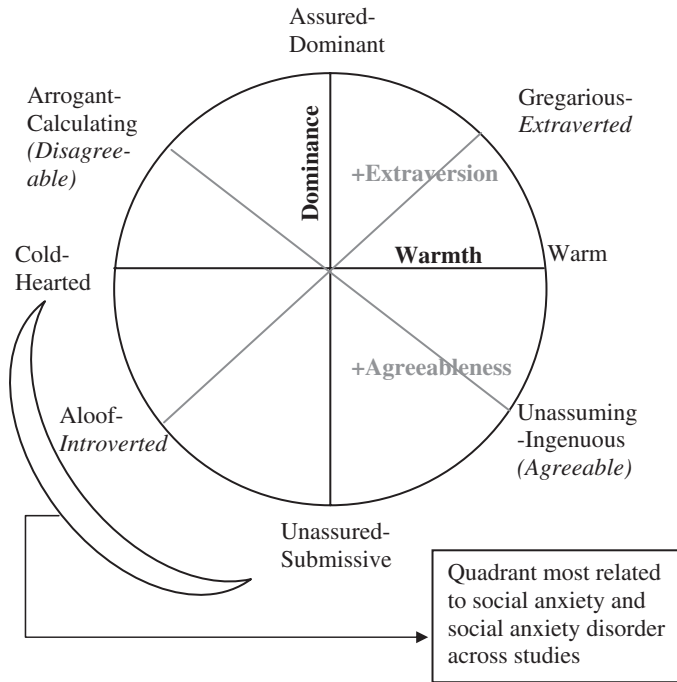 Assured-
Dominant
Arrogant-
Calculating
(Disagree-
able)
Gregarious-
Extraverted
Dominance
+Extraversion
Cold-
Hearted
Warmth
Warm
+Agreeableness
Aloof-
Introverted
Unassuming
-Ingenuous
(Agreeable)
Unassured-
Submissive
Quadrant most related
to social anxiety and
social anxiety disorder
across studies